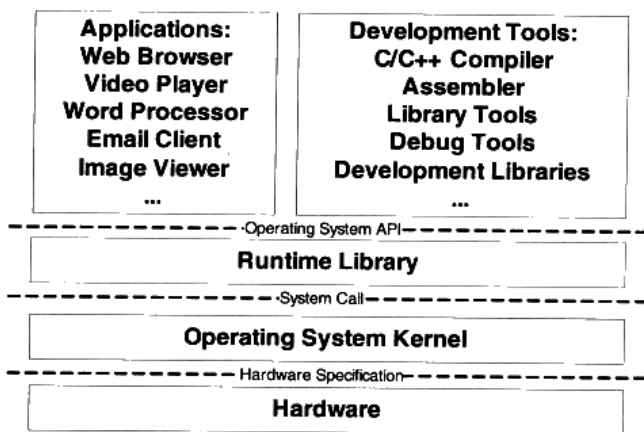 Applications:
Web Browser
Video Player
Word Processor
Email Client
Image Viewer
...
Development Tools:
C/C++ Compiler
Assembler
Library Tools
Debug Tools
Development Libraries
...
Operating System API
Runtime Library
System Call
Operating System Kernel
Hardware Specification
Hardware